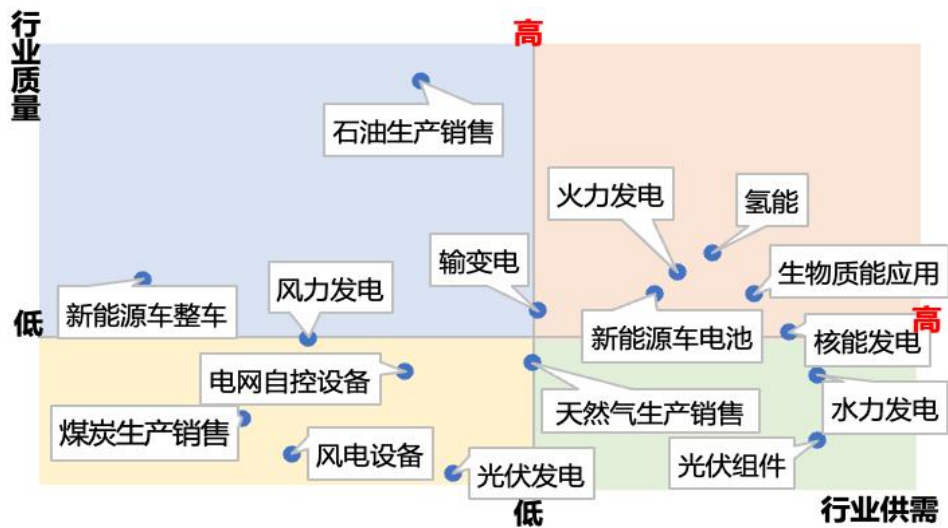 行业质量
高
石油生产销售
火力发电
氢能
输变电
生物质能应用
风力发电
新能源车整车
低
新能源车电池
高
核能发电
电网自控设备
天然气生产销售
水力发电
煤炭生产销售
风电设备
光伏发电
光伏组件
低
行业供需